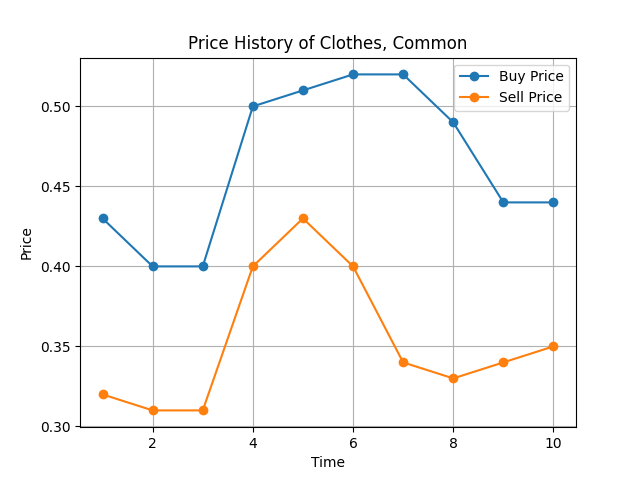 Price History of Clothes, Common
Buy Price
Sell Price
0.50
0.45
0.40
0.35
0.30
Price
2 4 6 8 10
Time